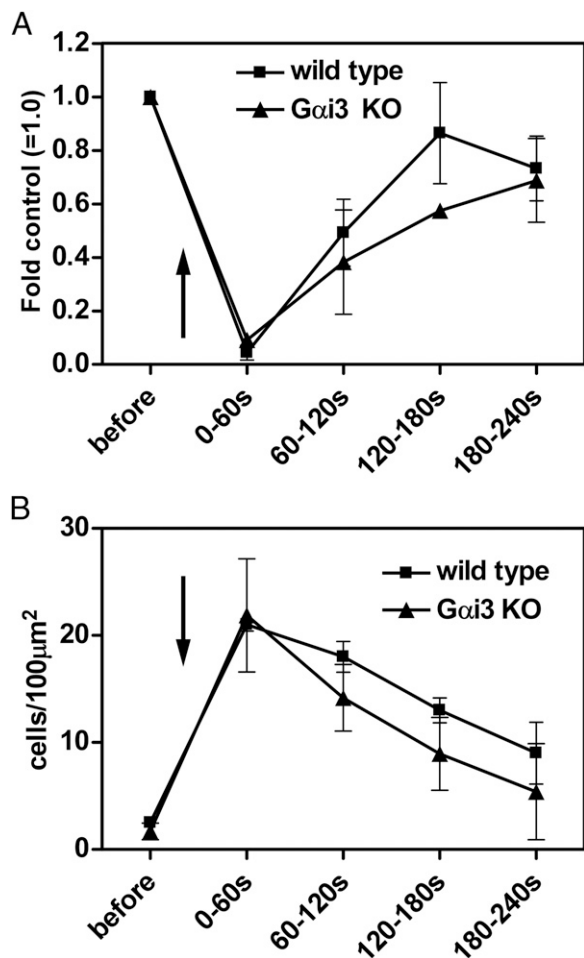 A
Fold control (=1.0)
1.2
1.0
0.8
0.6
0.4
0.2
0.0
wild type
Gαi3 KO
before
0-60s
60-120s
120-180s
180-240s
B
cells/100µm²
30
20
10
0
wild type
Gαi3 KO
before
0-60s
60-120s
120-180s
180-240s